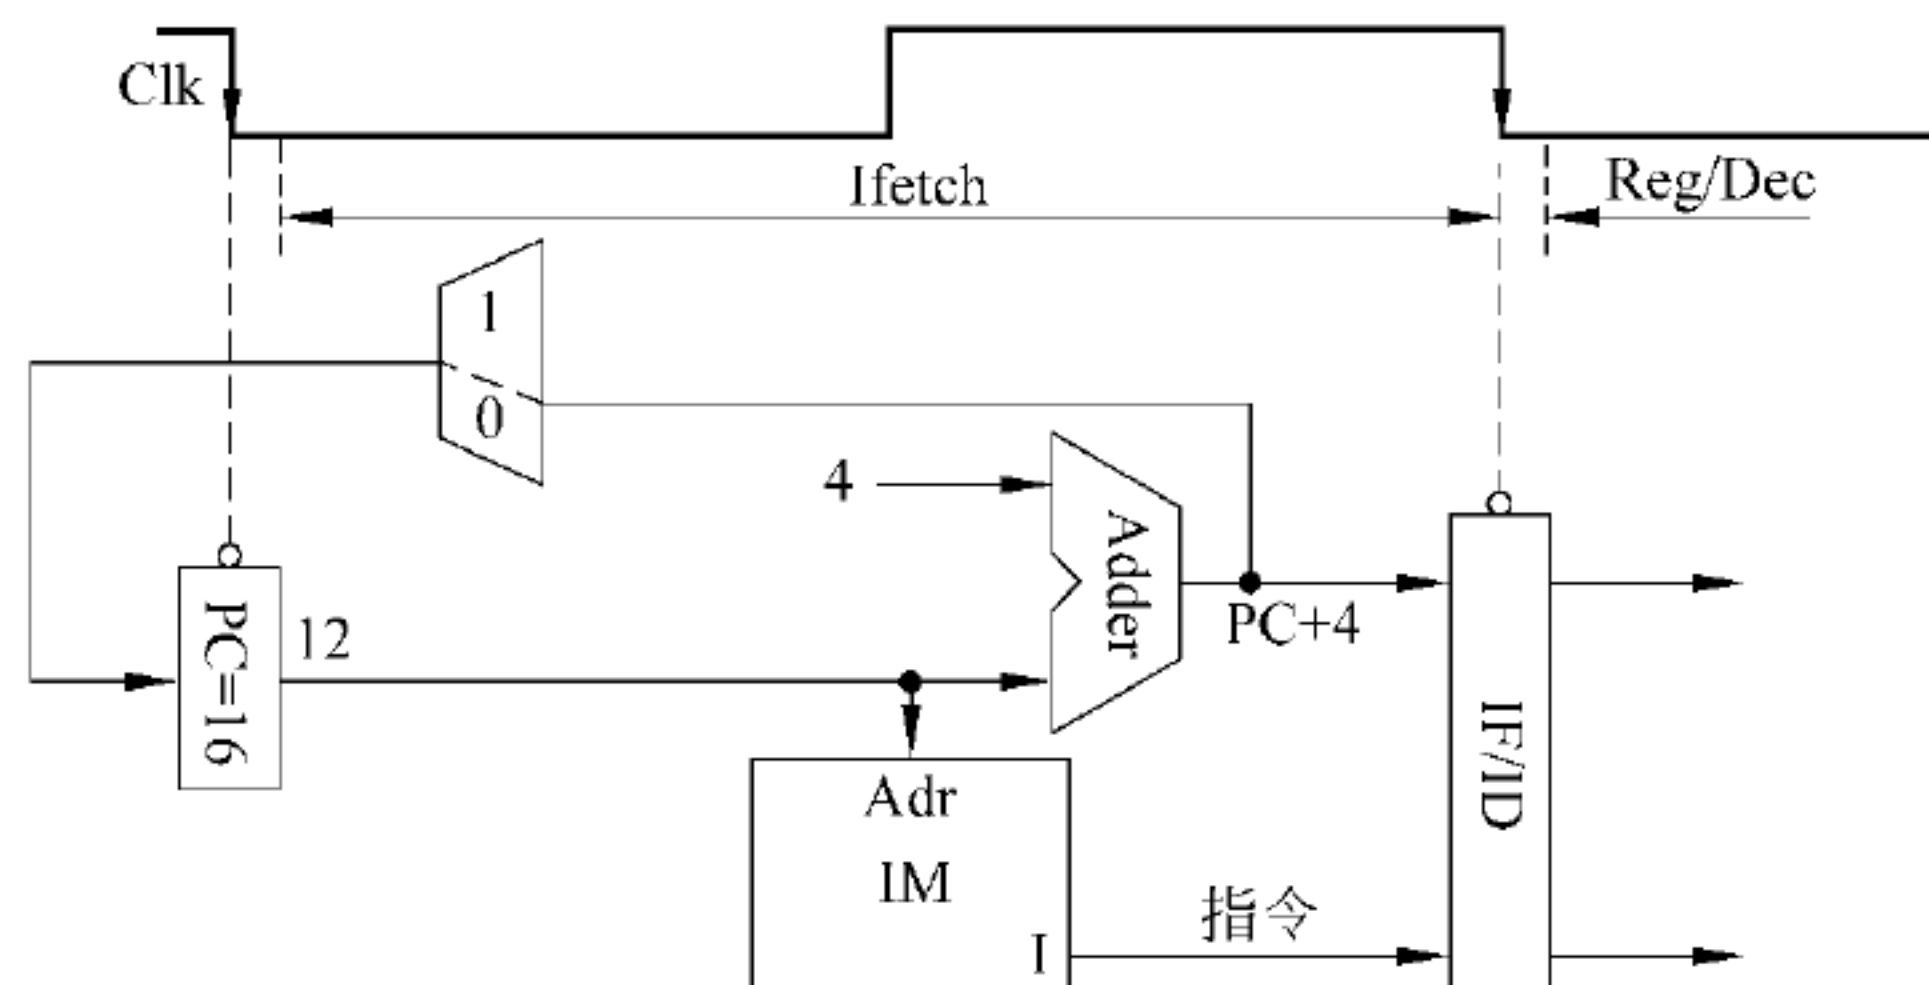 Clk
Ifetch
Reg/Dec
1
0
4
Adder
PC+4
PC=16
12
IF/ID
Adr
IM
指令
I